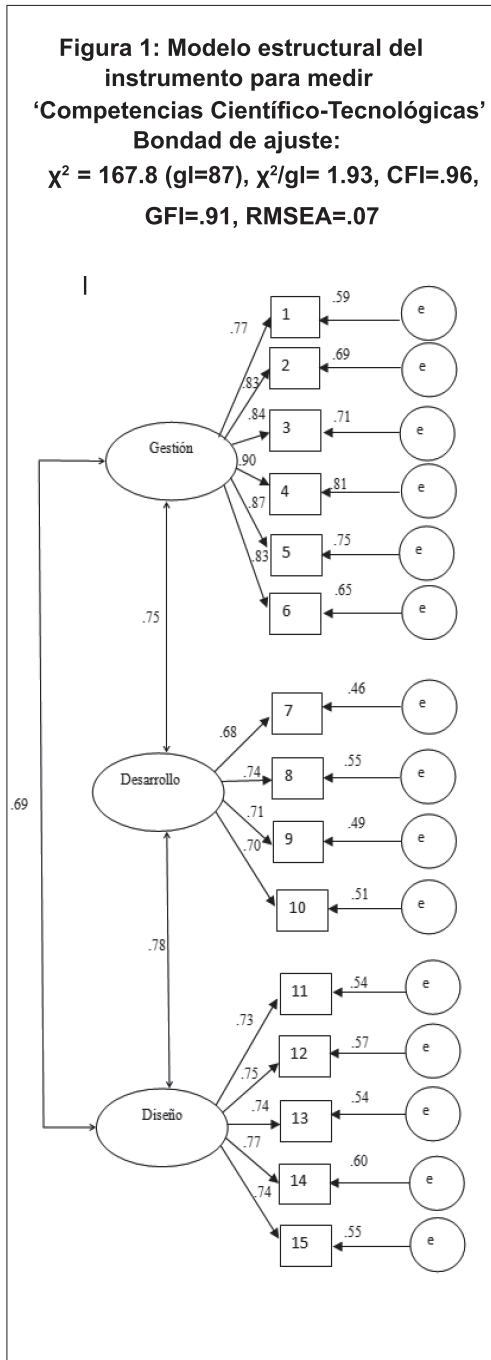 Figura 1: Modelo estructural del
instrumento para medir
‘Competencias Científico-Tecnológicas’
Bondad de ajuste:
χ² = 167.8 (gl=87), χ²/gl= 1.93, CFI=.96,
GFI=.91, RMSEA=.07
.59
.77
1
e
.69
2
e
.83
.84
.71
3
e
Gestión
.90
.81
4
e
.87
.75
5
e
.83
.65
6
e
.75
.46
7
e
.68
.55
8
e
.74
Desarrollo
.71
.49
9
e
.70
.69
.51
10
e
.78
.54
11
e
.73
.57
12
e
.75
.54
13
e
.74
Diseño
.77
.60
14
e
.74
.55
15
e